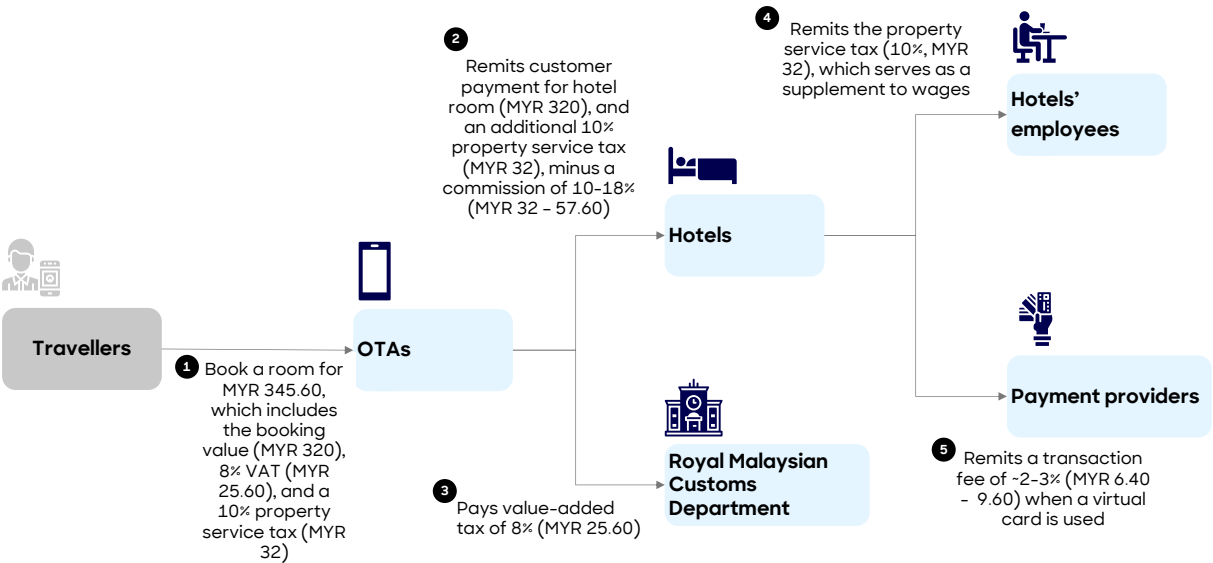 Travellers
1
Book a room for
MYR 345.60,
which includes
the booking
value (MYR 320),
8% VAT (MYR
25.60), and a
10% property
service tax (MYR
32)
OTAs
2
Remits customer
payment for hotel
room (MYR 320), and
an additional 10%
property service tax
(MYR 32), minus a
commission of 10-18%
(MYR 32 – 57.60)
Hotels
3
Pays value-added
tax of 8% (MYR 25.60)
Royal Malaysian
Customs
Department
4
Remits the property
service tax (10%, MYR
32), which serves as a
supplement to wages
Hotels’
employees
Payment providers
5
Remits a transaction
fee of ~2-3% (MYR 6.40
– 9.60) when a virtual
card is used